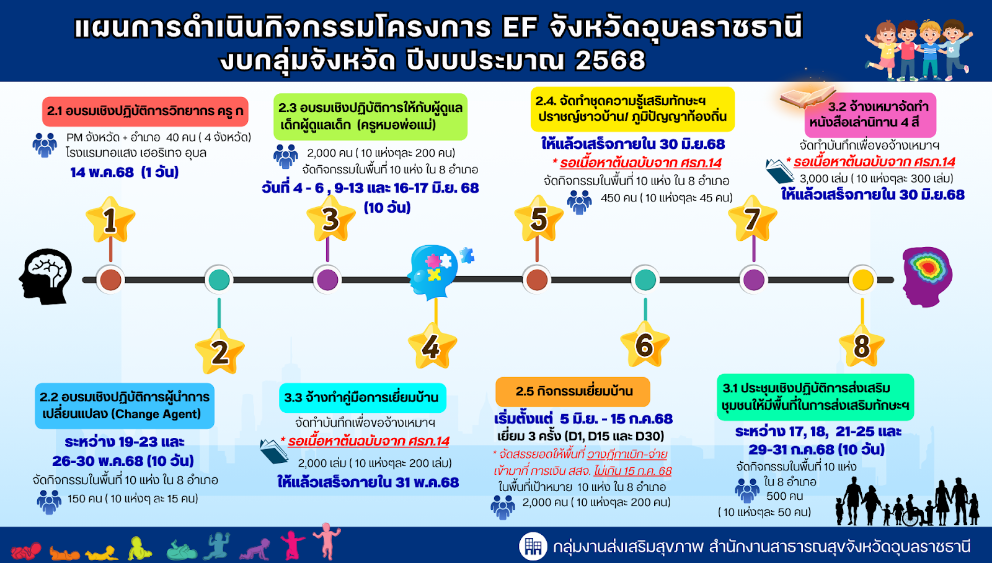 แผนการดำเนินกิจกรรมโครงการ EF จังหวัดอุบลราชธานี
งบกลุ่มจังหวัด ปีงบประมาณ 2568
2.1 อบรมเชิงปฏิบัติการวิทยากร ครู ก
PM จังหวัด + อำเภอ 40 คน ( 4 จังหวัด)
โรงแรมทอแสง เฮอริเทจ อุบล
14 พ.ค.68 (1 วัน)
1
2.3 อบรมเชิงปฏิบัติการให้กับผู้ดูแล
เด็กผู้ดูแลเด็ก (ครูหมอพ่อแม่)
2,000 คน ( 10 แห่งๆละ 200 คน)
จัดกิจกรรมในพื้นที่ 10 แห่ง ใน 8 อำเภอ
วันที่ 4 - 6 , 9-13 และ 16-17 มิ.ย. 68
(10 วัน)
3
2.4. จัดทำชุดความรู้เสริมทักษะฯ
ปราชญ์ชาวบ้าน/ ภูมิปัญญาท้องถิ่น
ให้แล้วเสร็จภายใน 30 มิ.ย.68
* รอเนื้อหาต้นฉบับจาก ศรภ.14
จัดกิจกรรมในพื้นที่ 10 แห่ง ใน 8 อำเภอ
450 คน ( 10 แห่งๆละ 45 คน)
5
3.2 จ้างเหมาจัดทำ
หนังสือเล่านิทาน 4 สี
จัดทำบันทึกเพื่อขอจ้างเหมาฯ
* รอเนื้อหาต้นฉบับจาก ศรภ.14
3,000 เล่ม ( 10 แห่งๆละ 300 เล่ม)
ให้แล้วเสร็จภายใน 30 มิ.ย.68
7
2
2.2 อบรมเชิงปฏิบัติการผู้นำการ
เปลี่ยนแปลง (Change Agent)
ระหว่าง 19-23 และ
26-30 พ.ค.68 (10 วัน)
จัดกิจกรรมในพื้นที่ 10 แห่ง ใน 8 อำเภอ
150 คน ( 10 แห่งๆ ละ 15 คน)
4
3.3 จ้างทำคู่มือการเยี่ยมบ้าน
จัดทำบันทึกเพื่อขอจ้างเหมาฯ
* รอเนื้อหาต้นฉบับจาก ศรภ.14
2,000 เล่ม ( 10 แห่งๆละ 200 เล่ม)
ให้แล้วเสร็จภายใน 31 พ.ค.68
6
2.5 กิจกรรมเยี่ยมบ้าน
เริ่มตั้งแต่ 5 มิ.ย. - 15 ก.ค.68
เยี่ยม 3 ครั้ง (D1, D15 และ D30)
* จัดสรรยอดให้พื้นที่ วางฎีกาเบิก-จ่าย
เข้ามาที่ การเงิน สสจ. ไม่เกิน 15 ก.ค. 68
ในพื้นที่เป้าหมาย 10 แห่ง ใน 8 อำเภอ
2,000 คน ( 10 แห่งๆละ 200 คน)
8
3.1 ประชุมเชิงปฏิบัติการส่งเสริม
ชุมชนให้มีพื้นที่ในการส่งเสริมทักษะฯ
ระหว่าง 17, 18, 21-25 และ
29-31 ก.ค.68 (10 วัน)
จัดกิจกรรมในพื้นที่ 10 แห่ง
ใน 8 อำเภอ
500 คน
( 10 แห่งๆละ 50 คน)
กลุ่มงานส่งเสริมสุขภาพ สำนักงานสาธารณสุขจังหวัดอุบลราชธานี